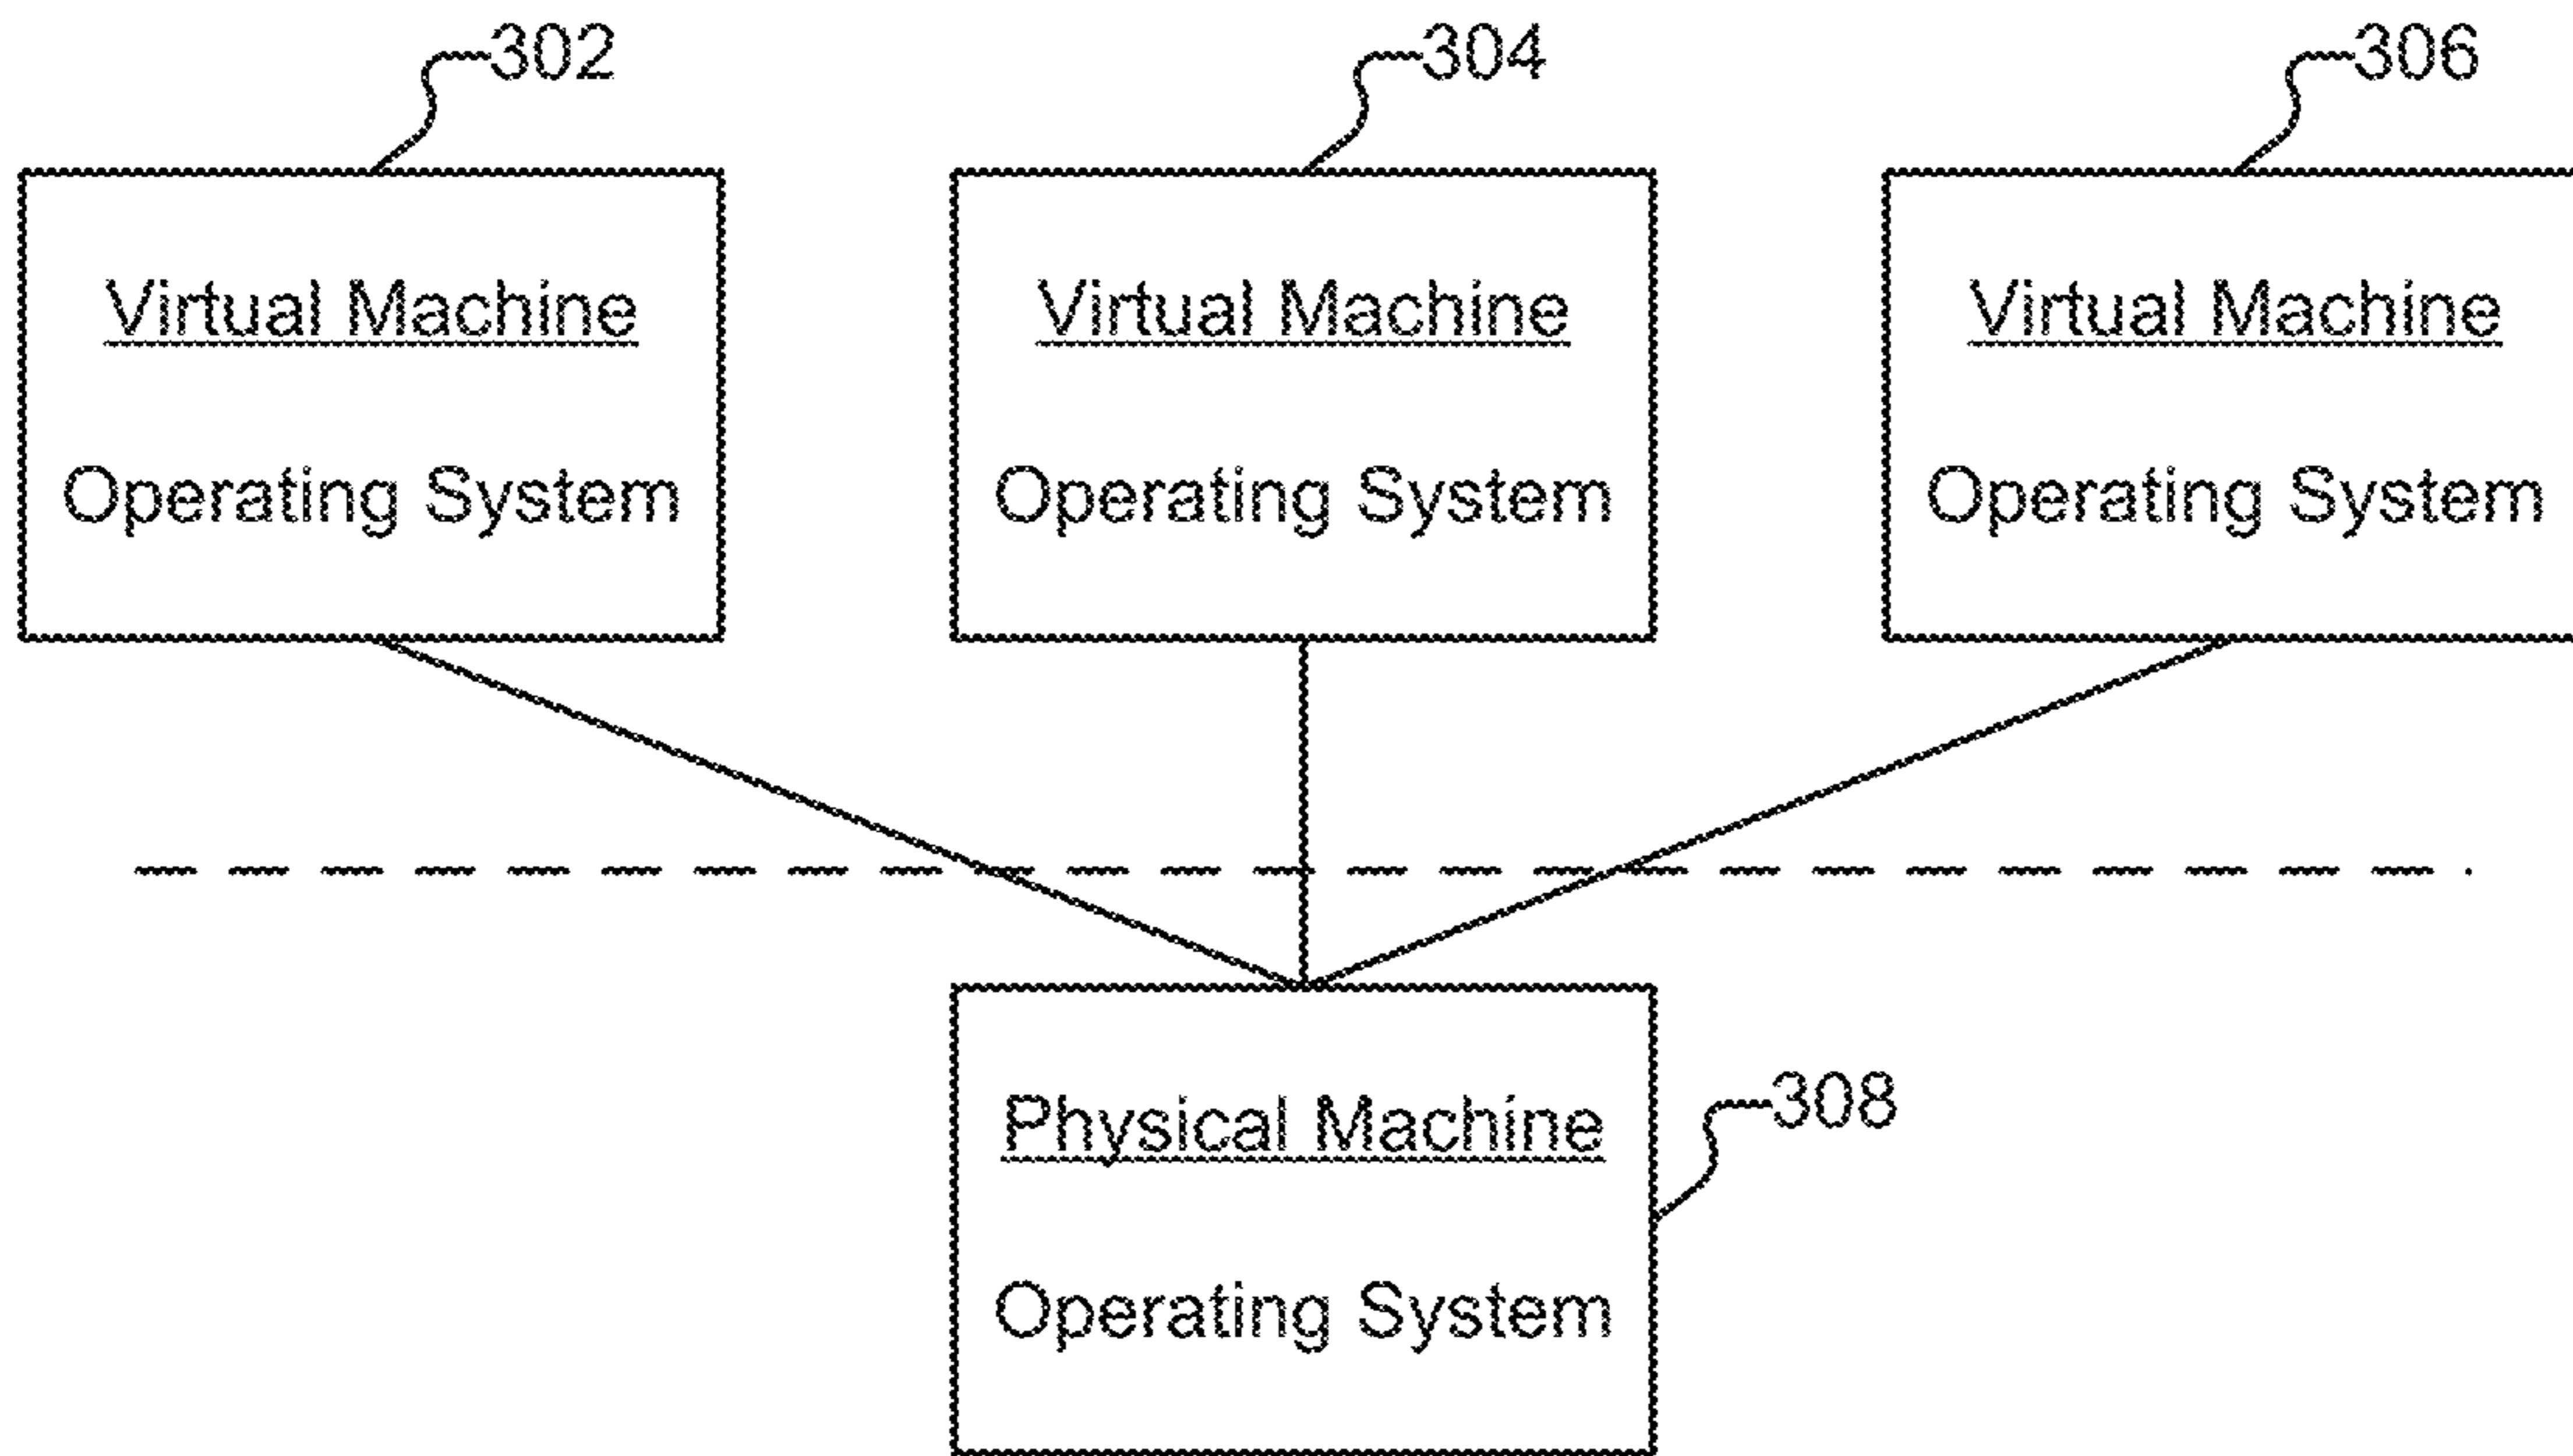 302
304
306
Virtual Machine
Operating System
Virtual Machine
Operating System
Virtual Machine
Operating System
308
Physical Machine
Operating System